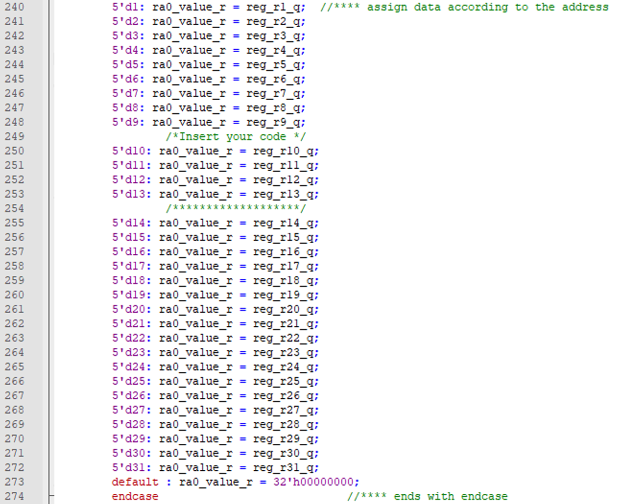 240 5'd1: ra0_value_r = reg_r1_q; //**** assign data according to the address
241 5'd2: ra0_value_r = reg_r2_q;
242 5'd3: ra0_value_r = reg_r3_q;
243 5'd4: ra0_value_r = reg_r4_q;
244 5'd5: ra0_value_r = reg_r5_q;
245 5'd6: ra0_value_r = reg_r6_q;
246 5'd7: ra0_value_r = reg_r7_q;
247 5'd8: ra0_value_r = reg_r8_q;
248 5'd9: ra0_value_r = reg_r9_q;
249 /*Insert your code */
250 5'd10: ra0_value_r = reg_r10_q;
251 5'd11: ra0_value_r = reg_r11_q;
252 5'd12: ra0_value_r = reg_r12_q;
253 5'd13: ra0_value_r = reg_r13_q;
254 /*******************/
255 5'd14: ra0_value_r = reg_r14_q;
256 5'd15: ra0_value_r = reg_r15_q;
257 5'd16: ra0_value_r = reg_r16_q;
258 5'd17: ra0_value_r = reg_r17_q;
259 5'd18: ra0_value_r = reg_r18_q;
260 5'd19: ra0_value_r = reg_r19_q;
261 5'd20: ra0_value_r = reg_r20_q;
262 5'd21: ra0_value_r = reg_r21_q;
263 5'd22: ra0_value_r = reg_r22_q;
264 5'd23: ra0_value_r = reg_r23_q;
265 5'd24: ra0_value_r = reg_r24_q;
266 5'd25: ra0_value_r = reg_r25_q;
267 5'd26: ra0_value_r = reg_r26_q;
268 5'd27: ra0_value_r = reg_r27_q;
269 5'd28: ra0_value_r = reg_r28_q;
270 5'd29: ra0_value_r = reg_r29_q;
271 5'd30: ra0_value_r = reg_r30_q;
272 5'd31: ra0_value_r = reg_r31_q;
273 default : ra0_value_r = 32'h00000000;
274 endcase //**** ends with endcase